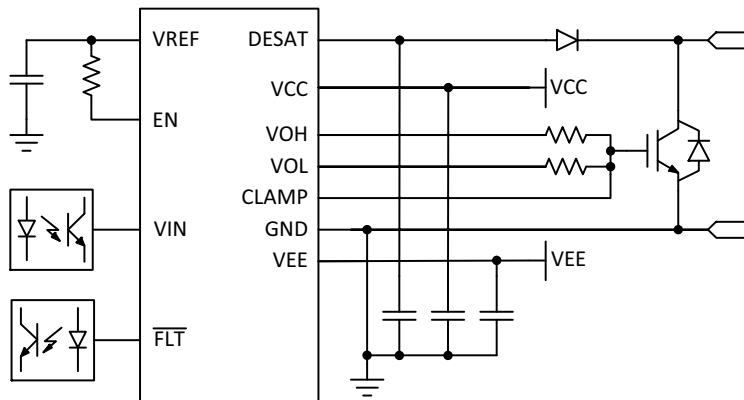 VREF
DESAT
VCC
VCC
EN
VOH
VOL
CLAMP
VIN
GND
VEE
VEE
FLT